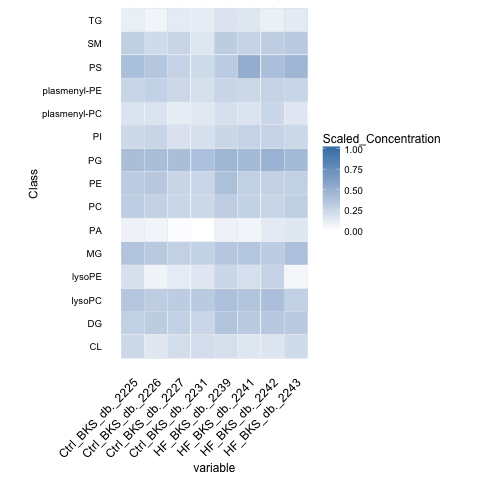 TG
SM
PS
plasmenyl-PE
plasmenyl-PC
PI
PG
PE
PC
PA
MG
lysoPE
lysoPC
DG
CL
Class
Scaled_Concentration
1.00
0.75
0.50
0.25
0.00
Ctrl_BKS_db_2225
Ctrl_BKS_db_2226
Ctrl_BKS_db_2227
Ctrl_BKS_db_2231
HF_BKS_db_2239
HF_BKS_db_2241
HF_BKS_db_2242
HF_BKS_db_2243
variable